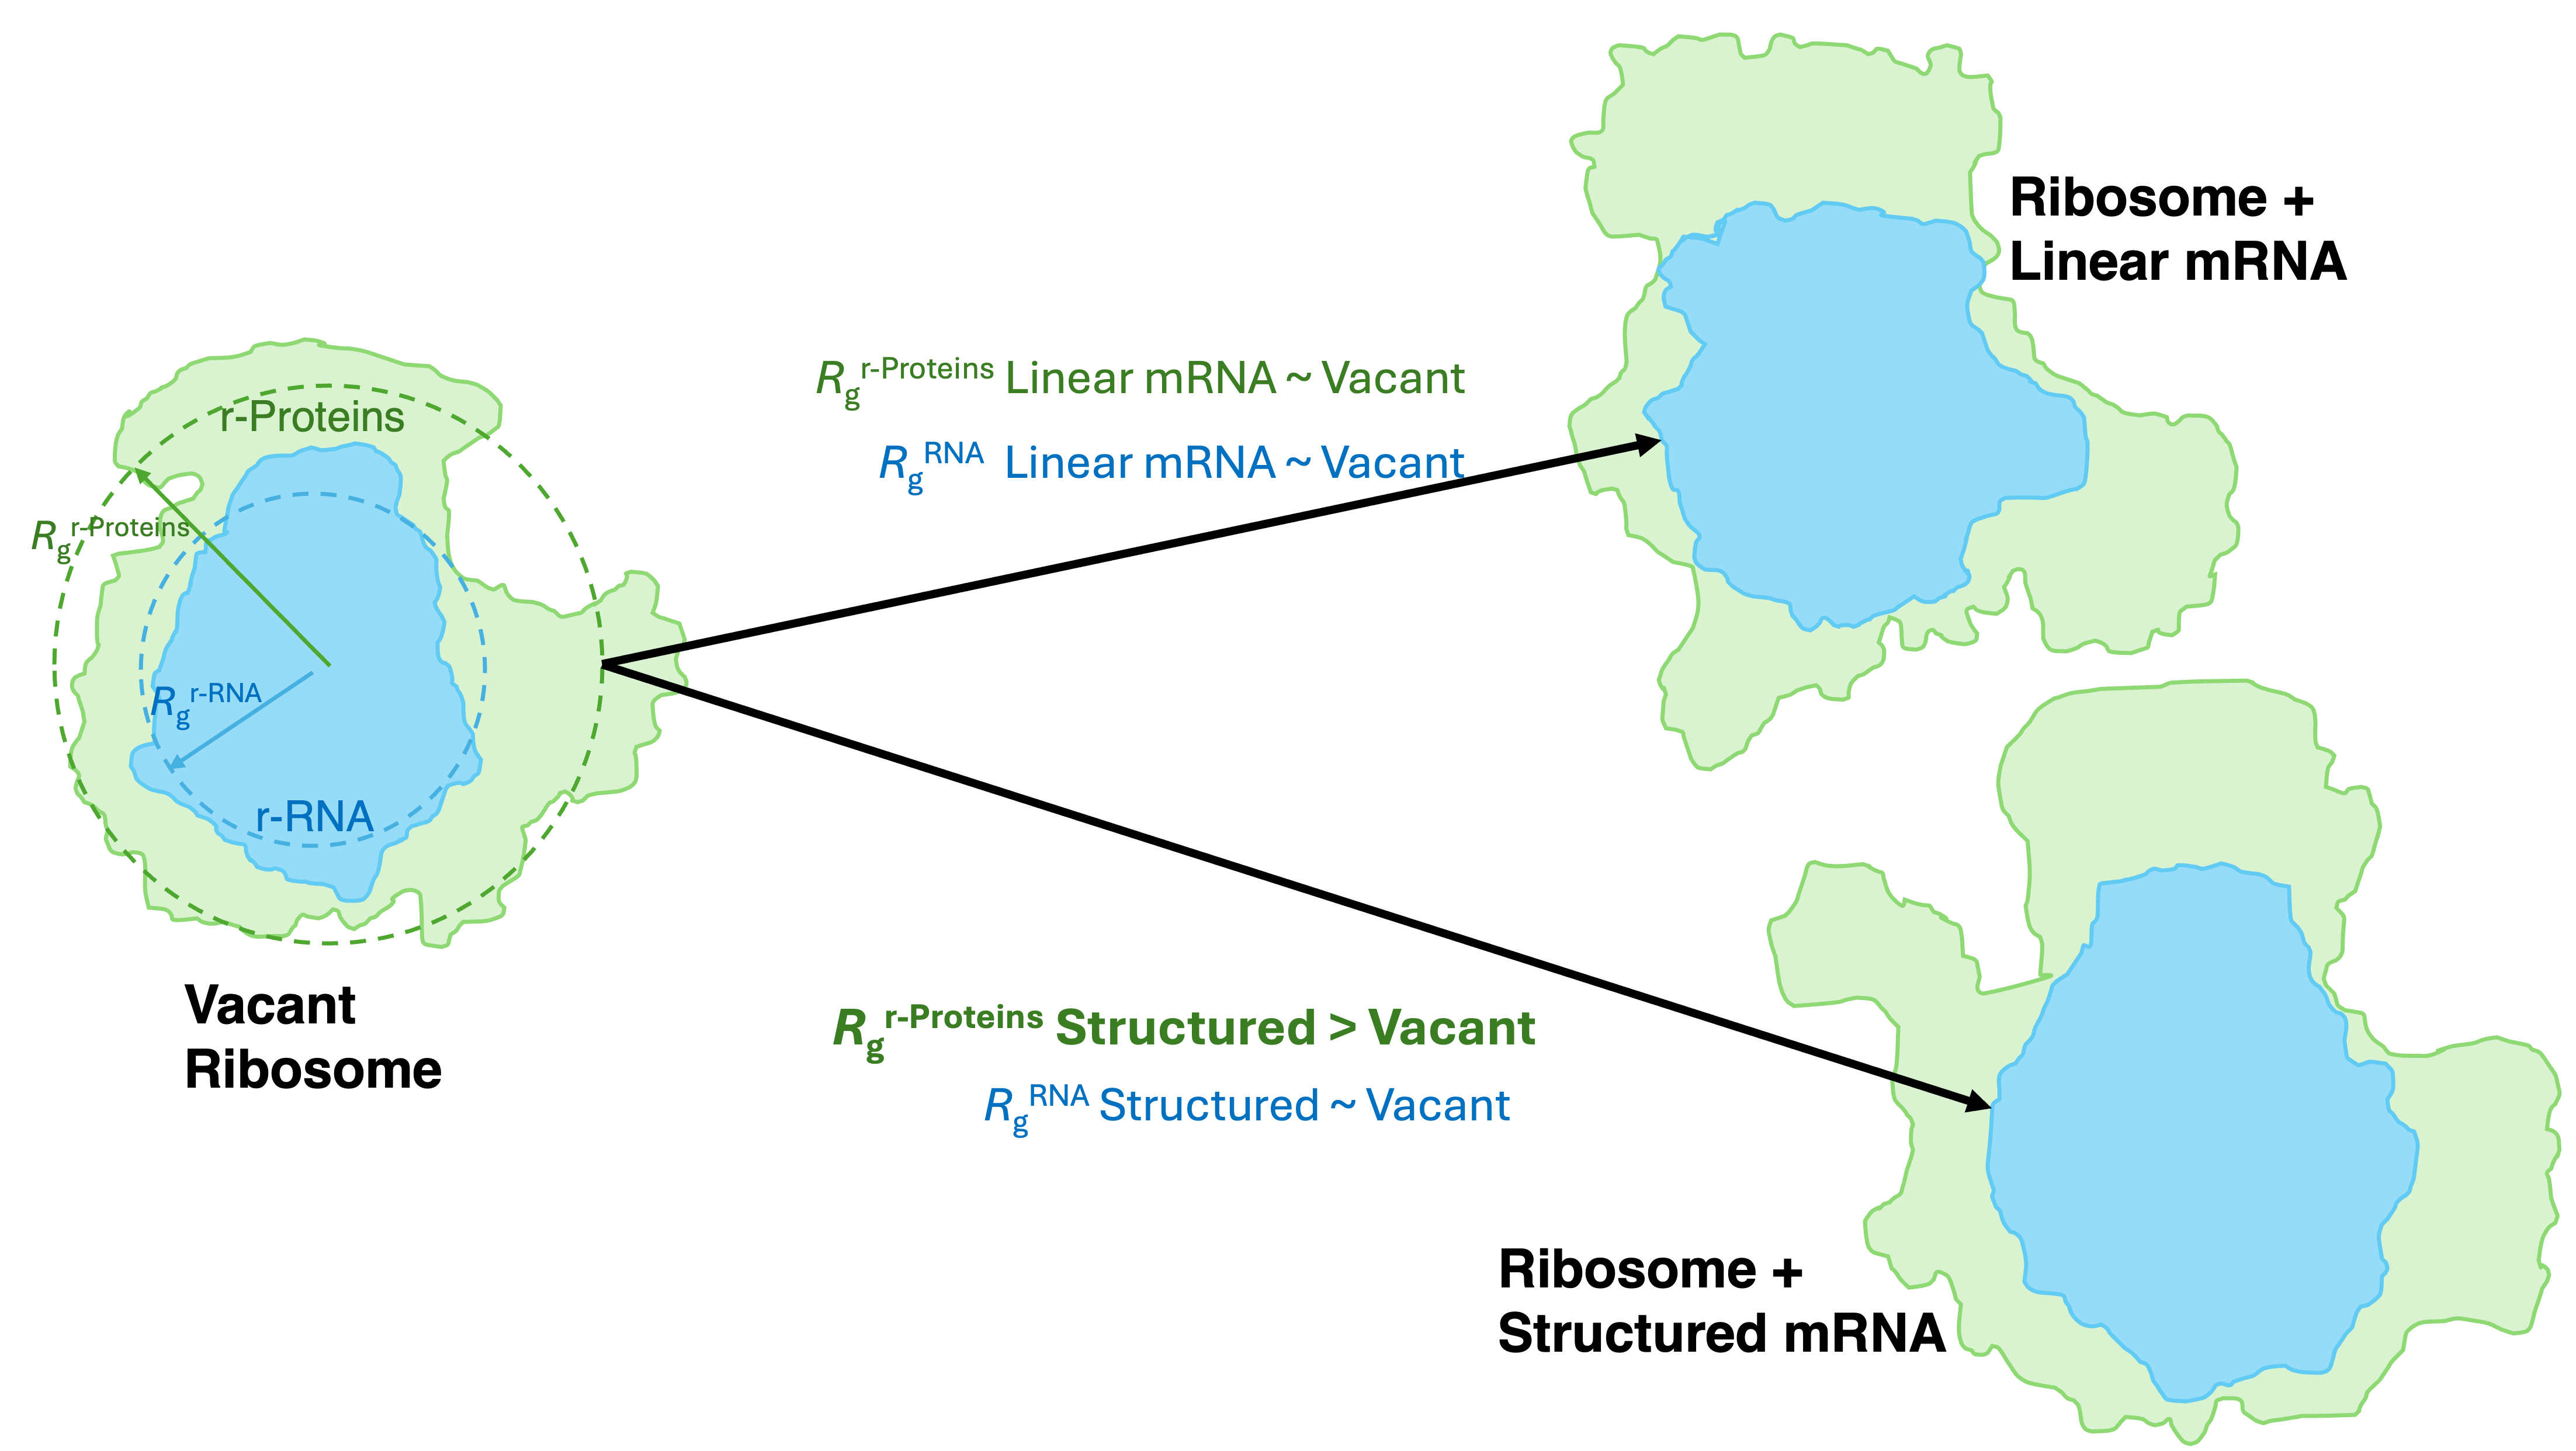 Ribosome +
Linear mRNA
Rg r-Proteins Linear mRNA ~ Vacant
r-Proteins
Rg RNA Linear mRNA ~ Vacant
Rg r-Proteins
Rg r-RNA
r-RNA
Vacant
Ribosome
Rg r-Proteins Structured > Vacant
Rg RNA Structured ~ Vacant
Ribosome +
Structured mRNA